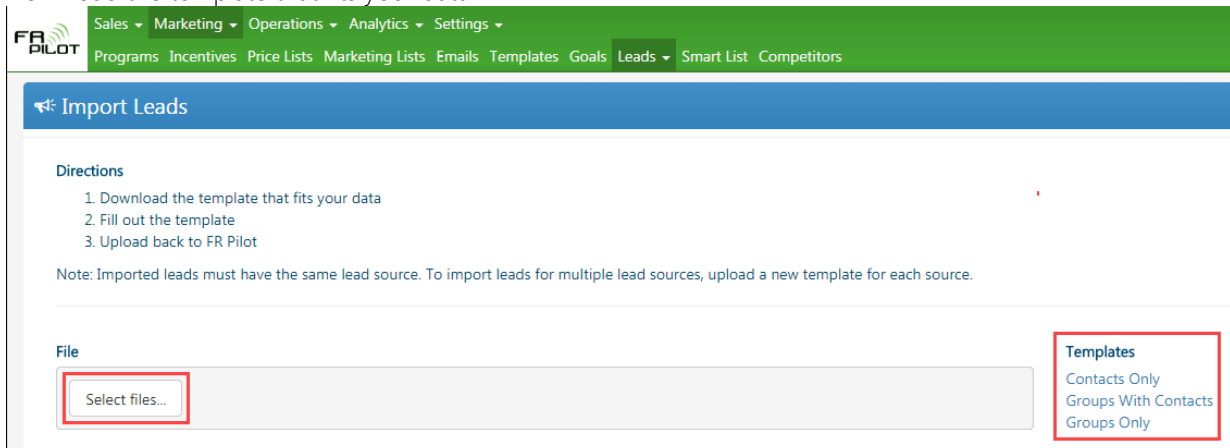 Sales Marketing Operations Analytics Settings
FR PILOT
Programs Incentives Price Lists Marketing Lists Emails Templates Goals Leads Smart List Competitors
Import Leads
Directions
1. Download the template that fits your data
2. Fill out the template
3. Upload back to FR Pilot
Note: Imported leads must have the same lead source. To import leads for multiple lead sources, upload a new template for each source.
File
Select files...
Templates
Contacts Only
Groups With Contacts
Groups Only